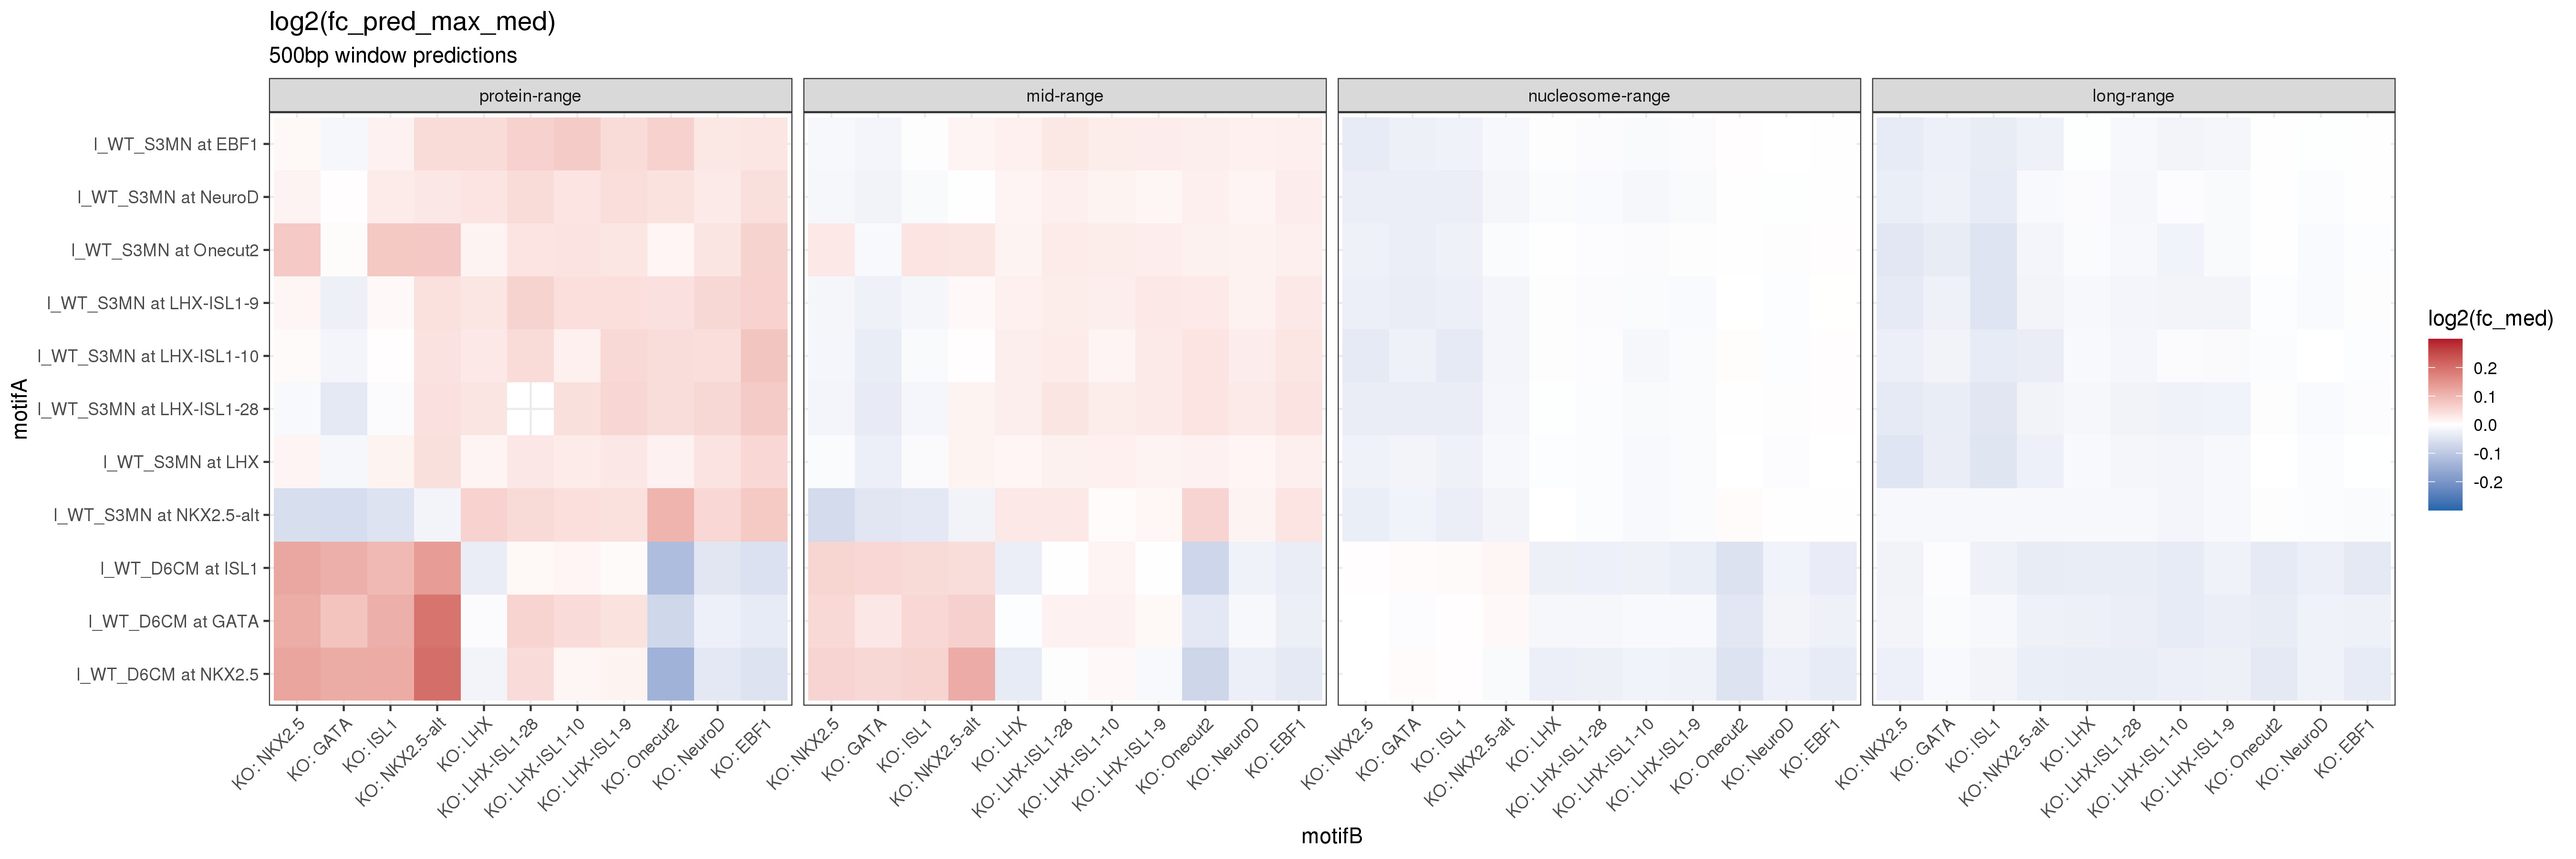 log2(fc_pred_max_med)
500bp window predictions
protein-range
mid-range
nucleosome-range
long-range
motifA
I_WT_S3MN at EBF1
I_WT_S3MN at NeuroD
I_WT_S3MN at Onecut2
I_WT_S3MN at LHX-ISL1-9
I_WT_S3MN at LHX-ISL1-10
I_WT_S3MN at LHX-ISL1-28
I_WT_S3MN at LHX
I_WT_S3MN at NKX2.5-alt
I_WT_D6CM at ISL1
I_WT_D6CM at GATA
I_WT_D6CM at NKX2.5
KO: NKX2.5
KO: GATA
KO: ISL1
KO: NKX2.5-alt
KO: LHX
KO: LHX-ISL1-28
KO: LHX-ISL1-10
KO: LHX-ISL1-9
KO: Onecut2
KO: NeuroD
KO: EBF1
KO: NKX2.5
KO: GATA
KO: ISL1
KO: NKX2.5-alt
KO: LHX
KO: LHX-ISL1-28
KO: LHX-ISL1-10
KO: LHX-ISL1-9
KO: Onecut2
KO: NeuroD
KO: EBF1
KO: NKX2.5
KO: GATA
KO: ISL1
KO: NKX2.5-alt
KO: LHX
KO: LHX-ISL1-28
KO: LHX-ISL1-10
KO: LHX-ISL1-9
KO: Onecut2
KO: NeuroD
KO: EBF1
KO: NKX2.5
KO: GATA
KO: ISL1
KO: NKX2.5-alt
KO: LHX
KO: LHX-ISL1-28
KO: LHX-ISL1-10
KO: LHX-ISL1-9
KO: Onecut2
KO: NeuroD
KO: EBF1
motifB
log2(fc_med)
0.2
0.1
0.0
-0.1
-0.2